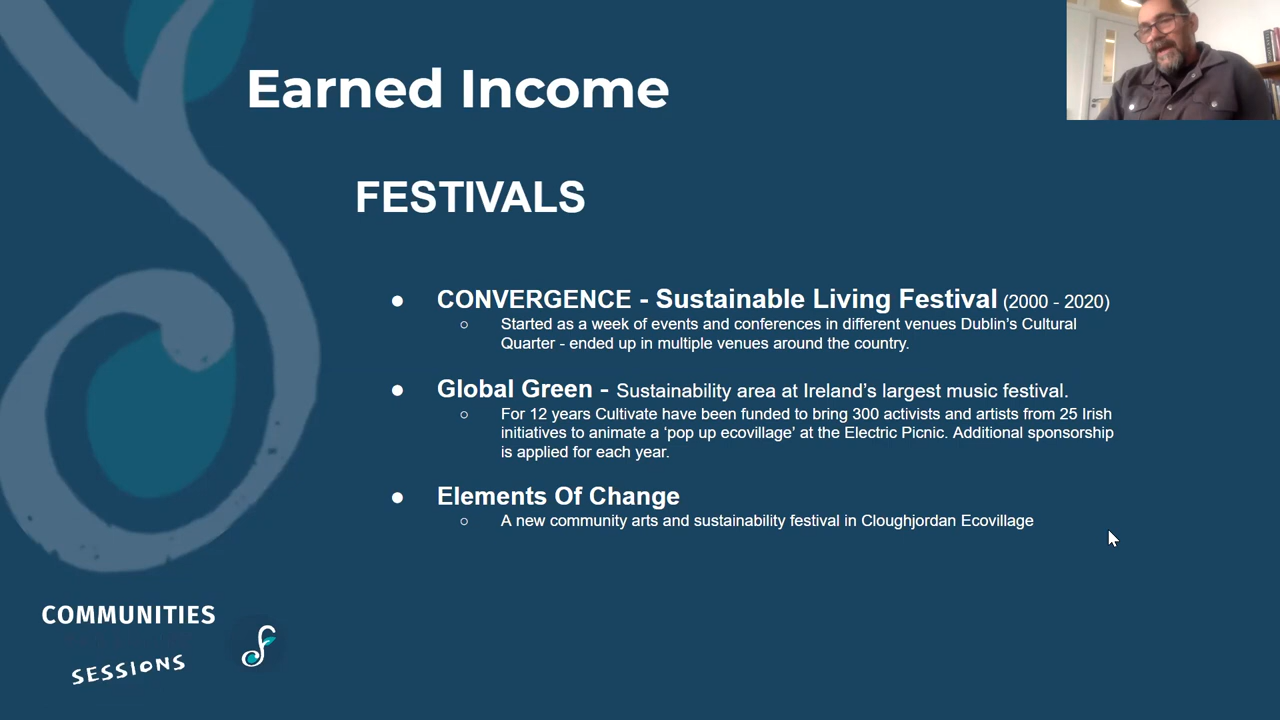 Earned Income
FESTIVALS
● CONVERGENCE - Sustainable Living Festival (2000 - 2020)
○ Started as a week of events and conferences in different venues Dublin's Cultural
Quarter - ended up in multiple venues around the country.
● Global Green - Sustainability area at Ireland's largest music festival.
○ For 12 years Cultivate have been funded to bring 300 activists and artists from 25 Irish
initiatives to animate a ‘pop up ecovillage’ at the Electric Picnic. Additional sponsorship
is applied for each year.
● Elements Of Change
○ A new community arts and sustainability festival in Cloughjordan Ecovillage
COMMUNITIES
SESSIONS